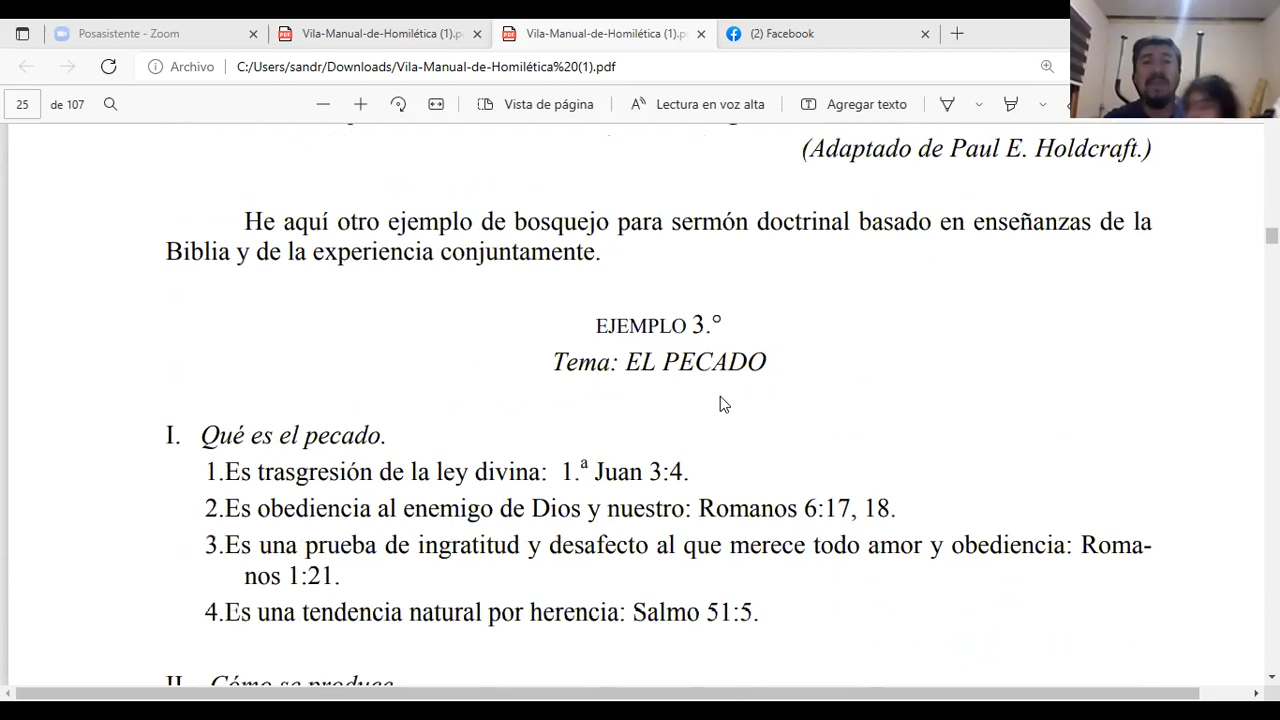 Posasistente - Zoom
Vila-Manual-de-Homilética (1).p
Vila-Manual-de-Homilética (1).p
(2) Facebook
Archivo
C:/Users/sandr/Downloads/Vila-Manual-de-Homilética%20(1).pdf
25 de 107
Vista de página
Lectura en voz alta
Agregar texto
(Adaptado de Paul E. Holdcraft.)
He aquí otro ejemplo de bosquejo para sermón doctrinal basado en enseñanzas de la
Biblia y de la experiencia conjuntamente.
EJEMPLO 3.°
Tema: EL PECADO
I. Qué es el pecado.
1.Es trasgresión de la ley divina: 1.ª Juan 3:4.
2.Es obediencia al enemigo de Dios y nuestro: Romanos 6:17, 18.
3.Es una prueba de ingratitud y desafecto al que merece todo amor y obediencia: Roma-
nos 1:21.
4.Es una tendencia natural por herencia: Salmo 51:5.
II. Cómo se produce